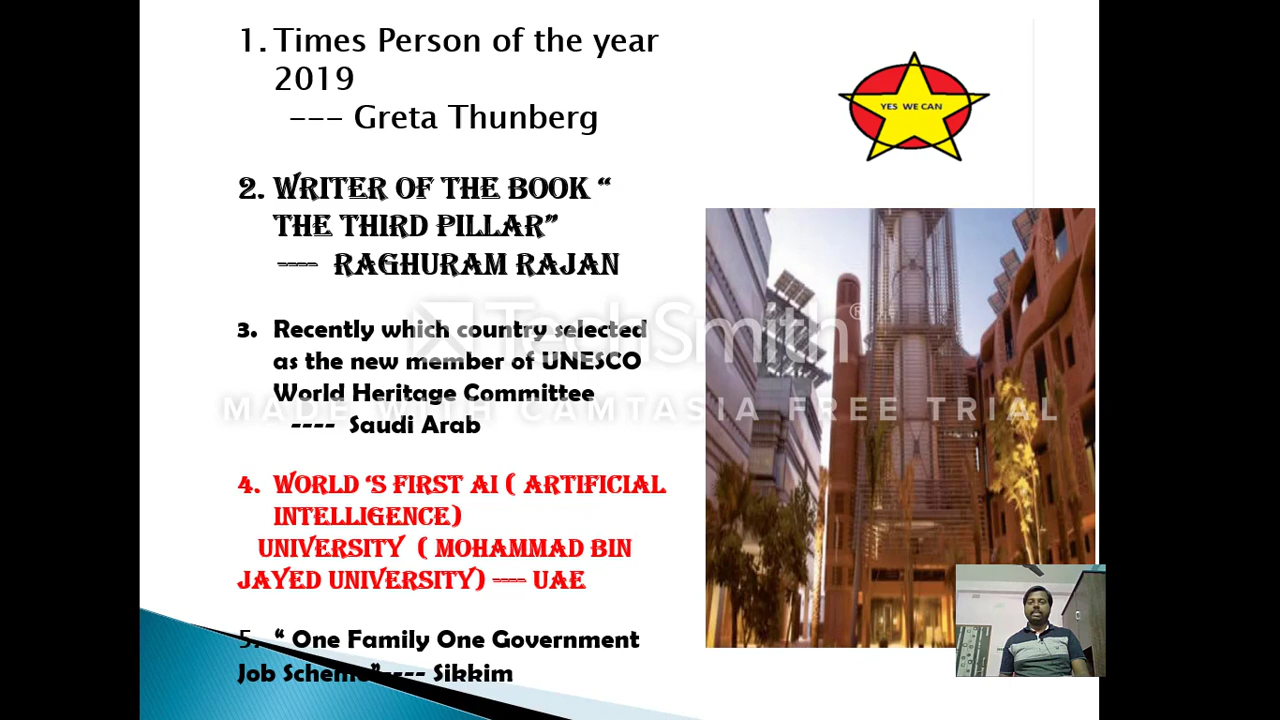 1. Times Person of the year
2019
--- Greta Thunberg
2. WRITER OF THE BOOK “
THE THIRD PILLAR”
---- RAGHURAM RAJAN
3. Recently which country selected
as the new member of UNESCO
World Heritage Committee
---- Saudi Arab
4. WORLD ‘S FIRST AI ( ARTIFICIAL
INTELLIGENCE)
UNIVERSITY ( MOHAMMAD BIN
JAYED UNIVERSITY) ---- UAE
5. “ One Family One Government
Job Scheme”---- Sikkim
YES WE CAN
TechSmith®
MADE WITH CAMTASIA FREE TRIAL